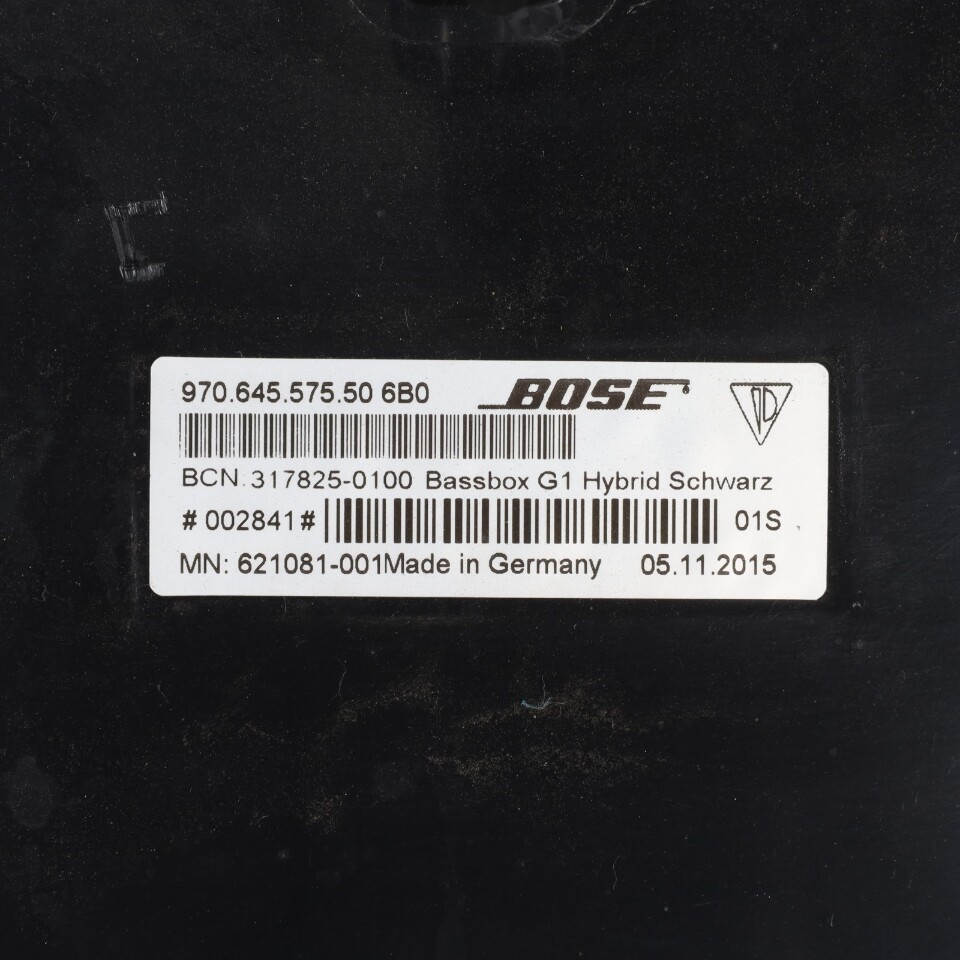 970.645.575.50 6B0 BOSE
BCN. 317825-0100 Bassbox G1 Hybrid Schwarz
#002841# 01S
MN: 621081-001Made in Germany 05.11.2015